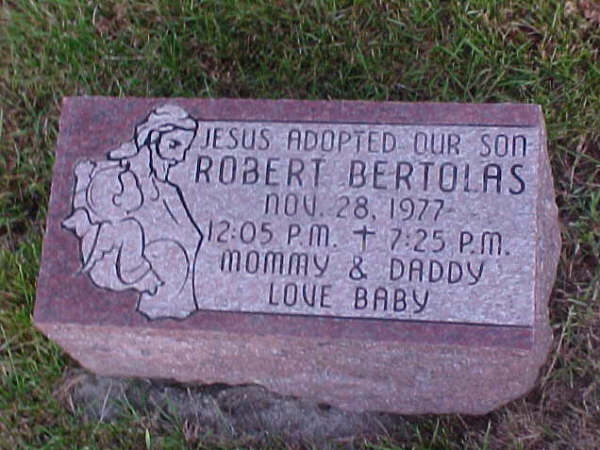 JESUS ADOPTED OUR SON
ROBERT BERTOLAS
NOV. 28, 1977
12:05 P.M. ✝ 7:25 P.M.
MOMMY & DADDY
LOVE BABY